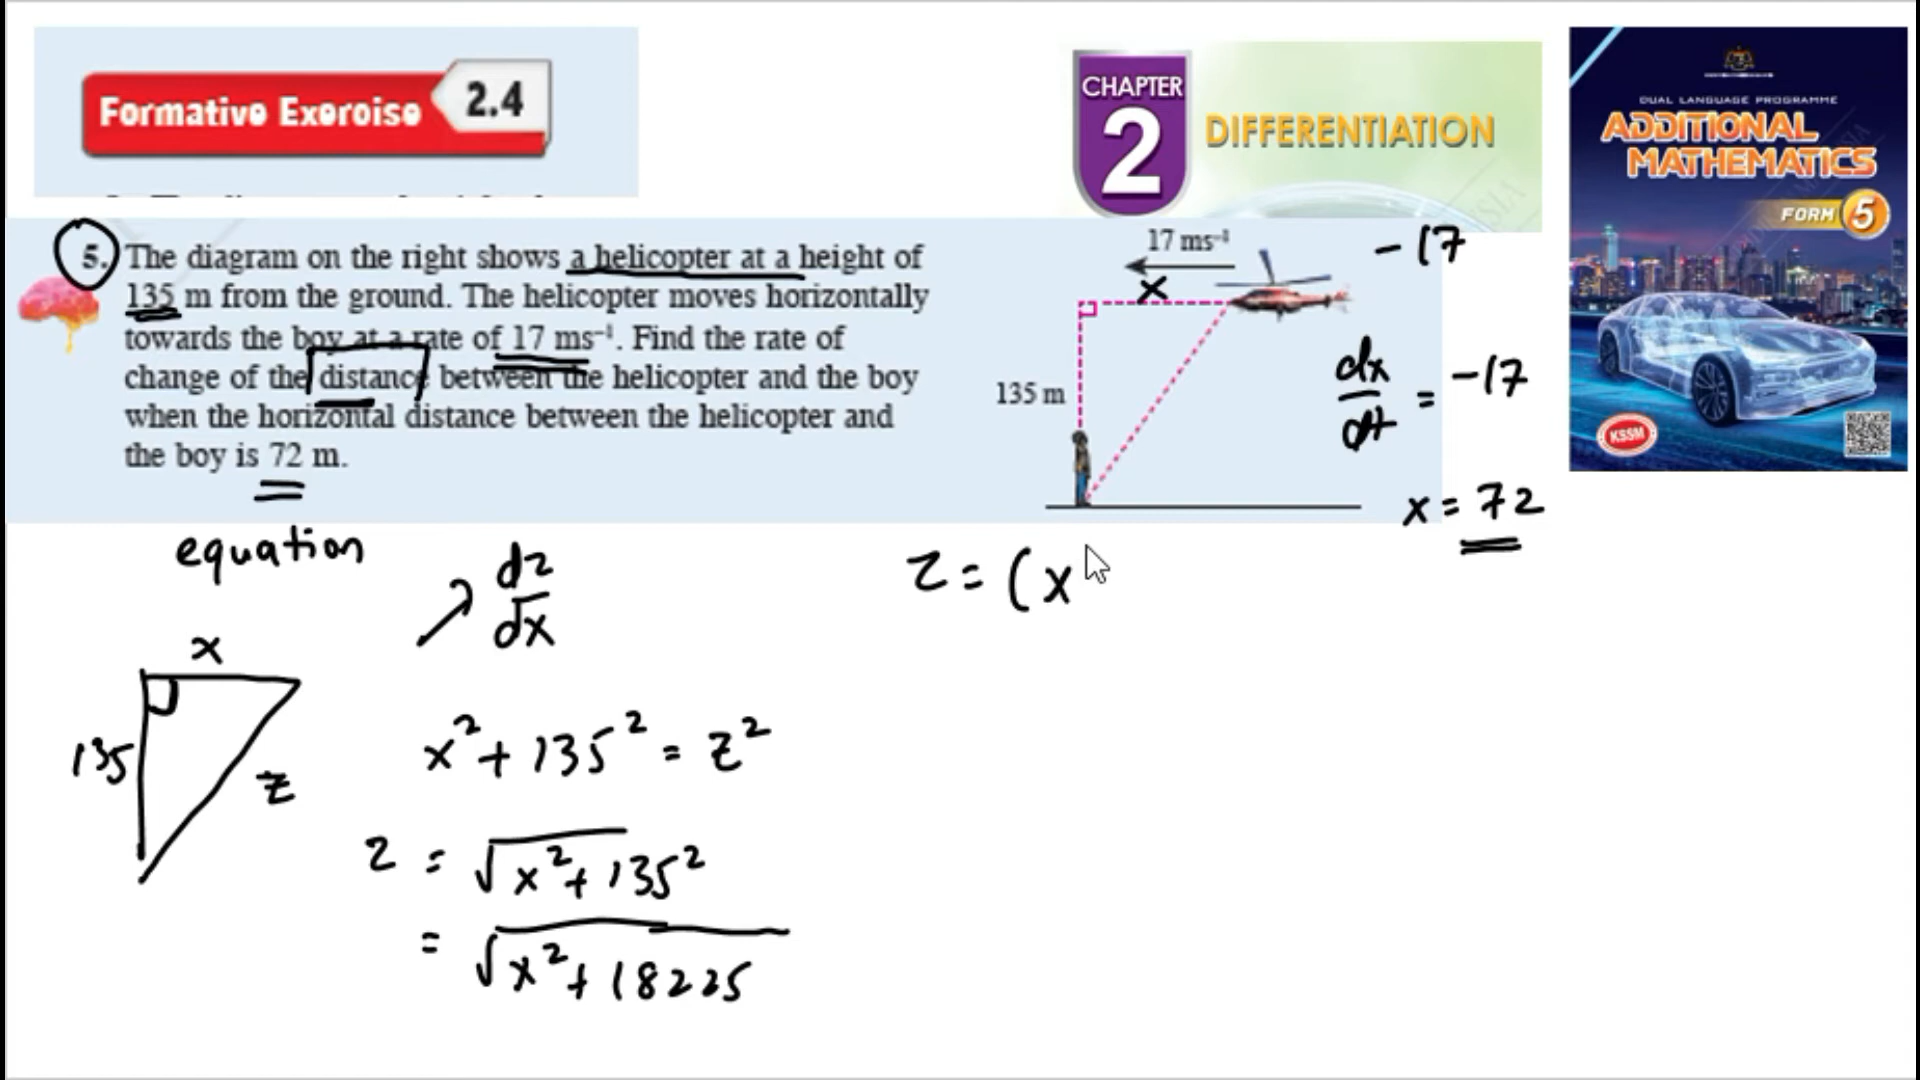 Formative Exercise 2.4
CHAPTER
2
DIFFERENTIATION
DUAL LANGUAGE PROGRAMME
ADDITIONAL
MATHEMATICS
FORM 5
KSSM
5. The diagram on the right shows a helicopter at a height of
135 m from the ground. The helicopter moves horizontally
towards the boy at a rate of 17 ms⁻¹. Find the rate of
change of the distance between the helicopter and the boy
when the horizontal distance between the helicopter and
the boy is 72 m.
17 ms⁻¹
x
135 m
-17
dx/dt = -17
x = 72
equation
dz/dx
x
135
z
x² + 135² = z²
z = √x² + 135²
= √x² + 18225
z = (x